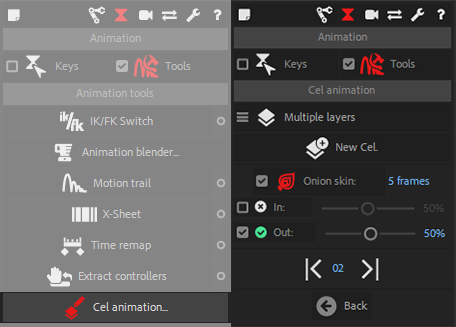 ?
Animation
Keys
Tools
Animation tools
ik/fk IK/FK Switch
Animation blender...
Motion trail
X-Sheet
Time remap
Extract controllers
Cel animation...
?
Animation
Keys
Tools
Cel animation
Multiple layers
New Cel.
Onion skin: 5 frames
In: 50%
Out: 50%
02
Back